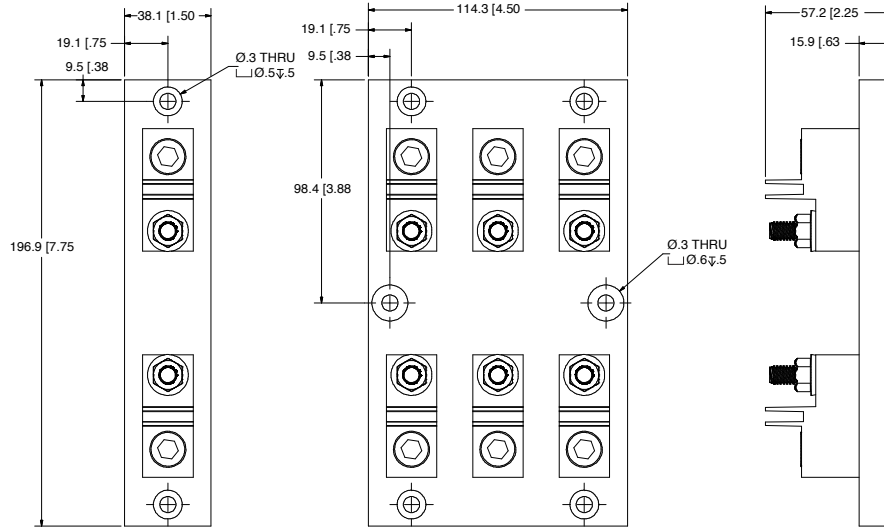 38.1 [1.50
19.1 [.75
9.5 [.38
Ø.3 THRU
⌴Ø.5↧.5
196.9 [7.75
114.3 [4.50
19.1 [.75
9.5 [.38
98.4 [3.88
Ø.3 THRU
⌴Ø.6↧.5
57.2 [2.25
15.9 [.63